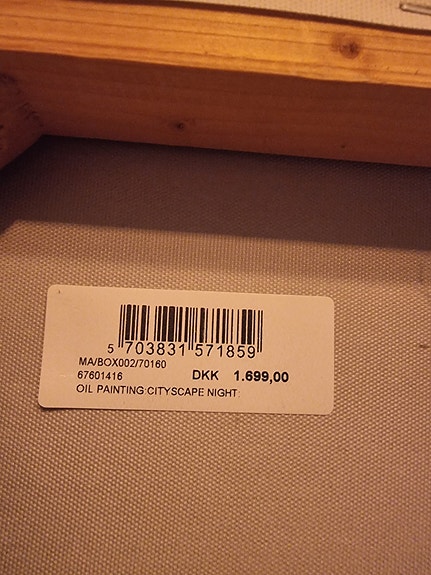 5 703831 571859
MA/BOX002/70160
67601416 DKK 1.699,00
OIL PAINTING CITYSCAPE NIGHT